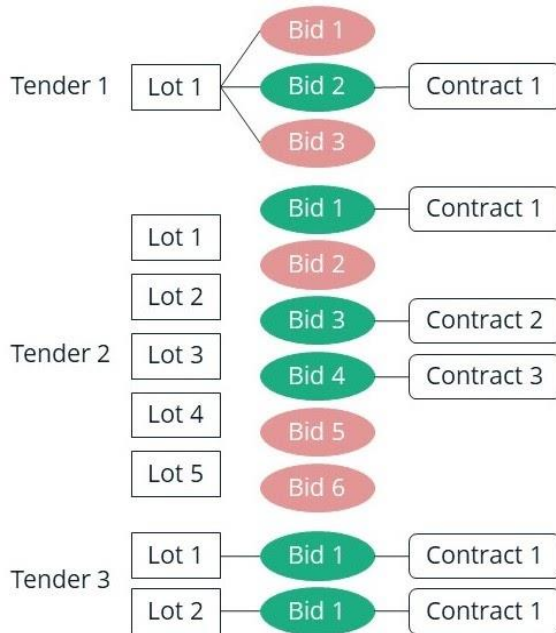 Bid 1
Tender 1 Lot 1 Bid 2 Contract 1
Bid 3
Bid 1 Contract 1
Lot 1
Bid 2
Lot 2
Bid 3 Contract 2
Tender 2 Lot 3
Bid 4 Contract 3
Lot 4
Bid 5
Lot 5
Bid 6
Lot 1 Bid 1 Contract 1
Tender 3
Lot 2 Bid 1 Contract 1